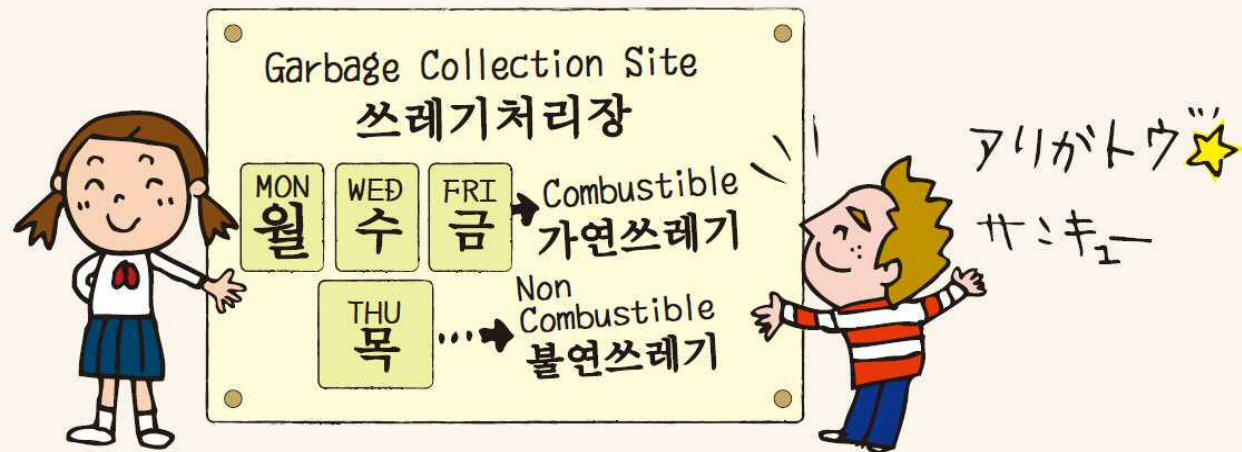 Garbage Collection Site
쓰레기처리장
MON WED FRI
월 수 금
Combustible
가연쓰레기
THU
목
Non
Combustible
불연쓰레기
アリガトウ
サンキュー